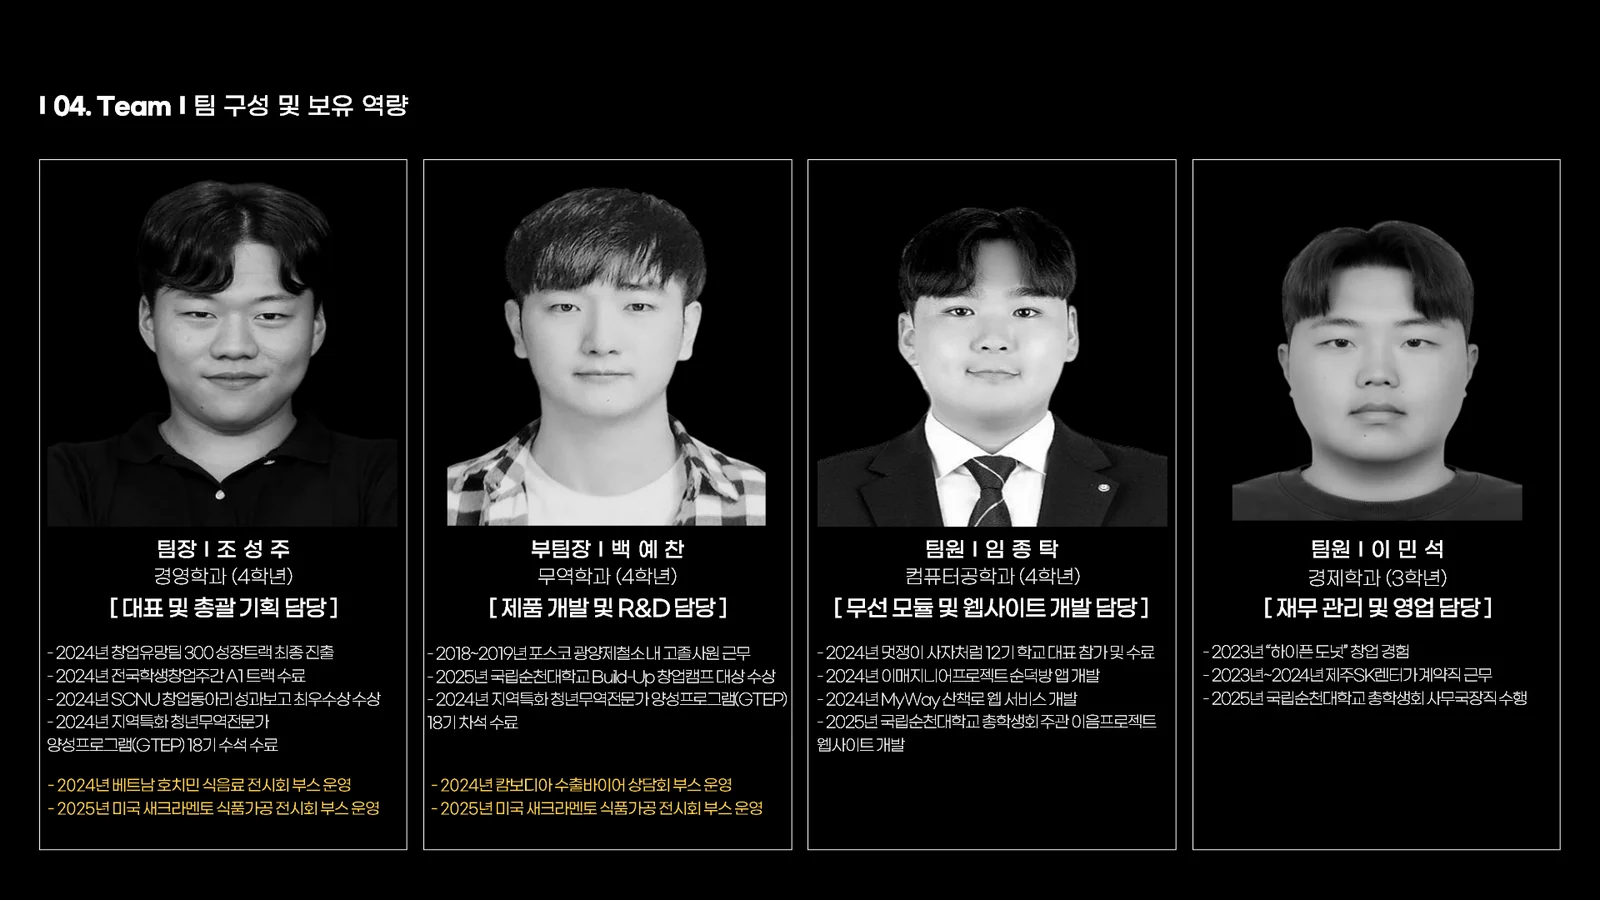 I 04. Team I 팀 구성 및 보유 역량
팀장 I 조 성 주
경영학과 (4학년)
[ 대표 및 총괄 기획 담당 ]
- 2024년 창업유망팀 300 성장트랙 최종 진출
- 2024년 전국학생창업주간 A1 트랙 수료
- 2024년 SCNU 창업동아리 성과보고 최우수상 수상
- 2024년 지역특화 청년무역전문가
양성프로그램(GTEP) 18기 수석 수료
- 2024년 베트남 호치민 식음료 전시회 부스 운영
- 2025년 미국 새크라멘토 식품가공 전시회 부스 운영
부팀장 I 백 예 찬
무역학과 (4학년)
[ 제품 개발 및 R&D 담당 ]
- 2018~2019년 포스코 광양제철소 내 고졸사원 근무
- 2025년 국립순천대학교 Build-Up 창업캠프 대상 수상
- 2024년 지역특화 청년무역전문가 양성프로그램(GTEP)
18기 차석 수료
- 2024년 캄보디아 수출바이어 상담회 부스 운영
- 2025년 미국 새크라멘토 식품가공 전시회 부스 운영
팀원 I 임 종 탁
컴퓨터공학과 (4학년)
[ 무선 모듈 및 웹사이트 개발 담당 ]
- 2024년 멋쟁이 사자처럼 12기 학교 대표 참가 및 수료
- 2024년 이매지니어프로젝트 순덕방 앱 개발
- 2024년 MyWay 산책로 웹 서비스 개발
- 2025년 국립순천대학교 총학생회 주관 이음프로젝트
웹사이트 개발
팀원 I 이 민 석
경제학과 (3학년)
[ 재무 관리 및 영업 담당 ]
- 2023년 “하이픈 도넛” 창업 경험
- 2023년~2024년 제주SK렌터카 계약직 근무
- 2025년 국립순천대학교 총학생회 사무국장직 수행